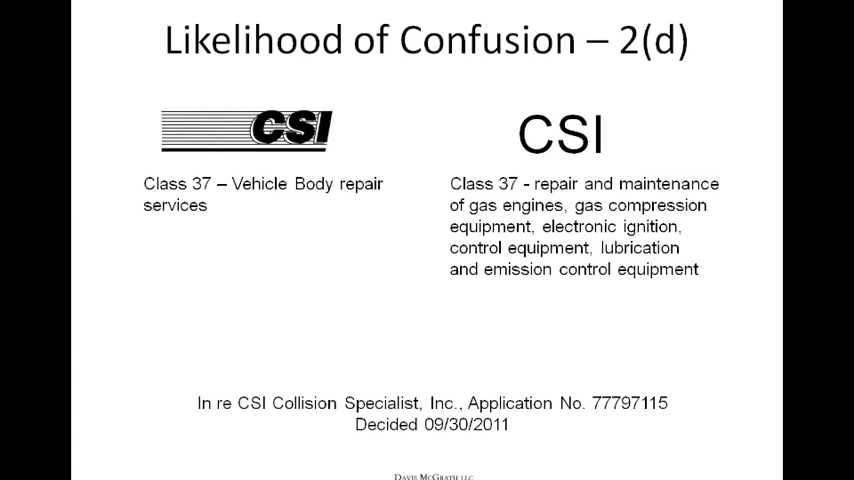 Likelihood of Confusion – 2(d)
CSI
CSI
Class 37 – Vehicle Body repair
services
Class 37 - repair and maintenance
of gas engines, gas compression
equipment, electronic ignition,
control equipment, lubrication
and emission control equipment
In re CSI Collision Specialist, Inc., Application No. 77797115
Decided 09/30/2011
Davis McGrath LLC